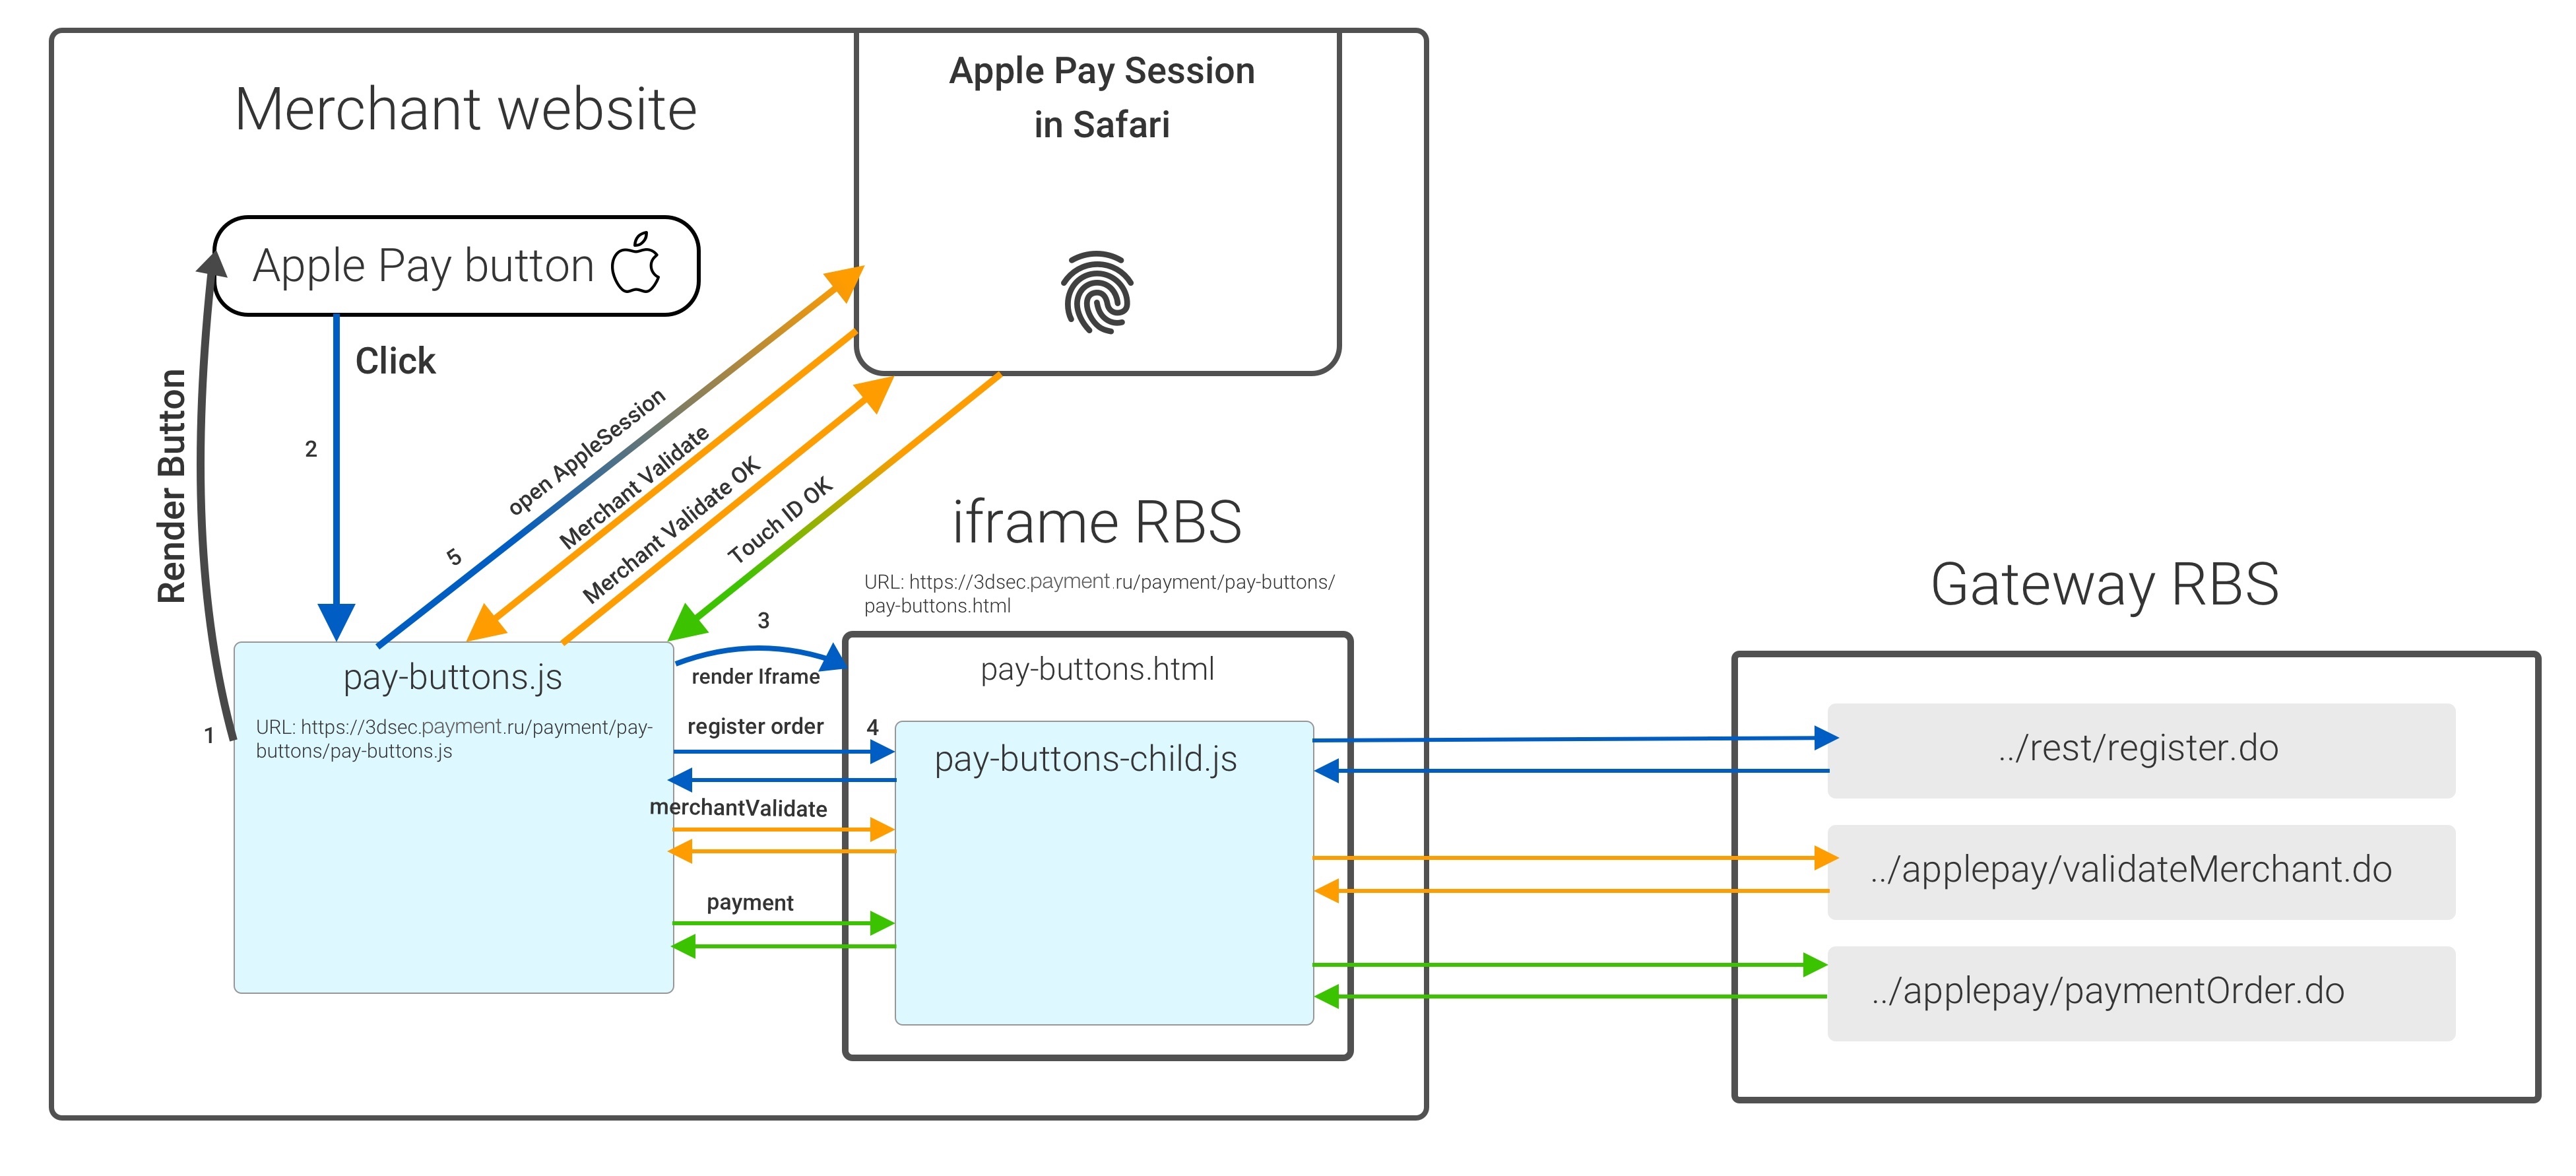 Merchant website
Apple Pay Session
in Safari
Apple Pay button
Click
Render Button
2
open AppleSession
Merchant Validate
Merchant Validate OK
Touch ID OK
5
iframe RBS
URL: https://3dsec.payment.ru/payment/pay-buttons/
pay-buttons.html
Gateway RBS
3
render Iframe
1
pay-buttons.js
URL: https://3dsec.payment.ru/payment/pay-
buttons/pay-buttons.js
register order
4
merchantValidate
payment
pay-buttons.html
pay-buttons-child.js
../rest/register.do
../applepay/validateMerchant.do
../applepay/paymentOrder.do